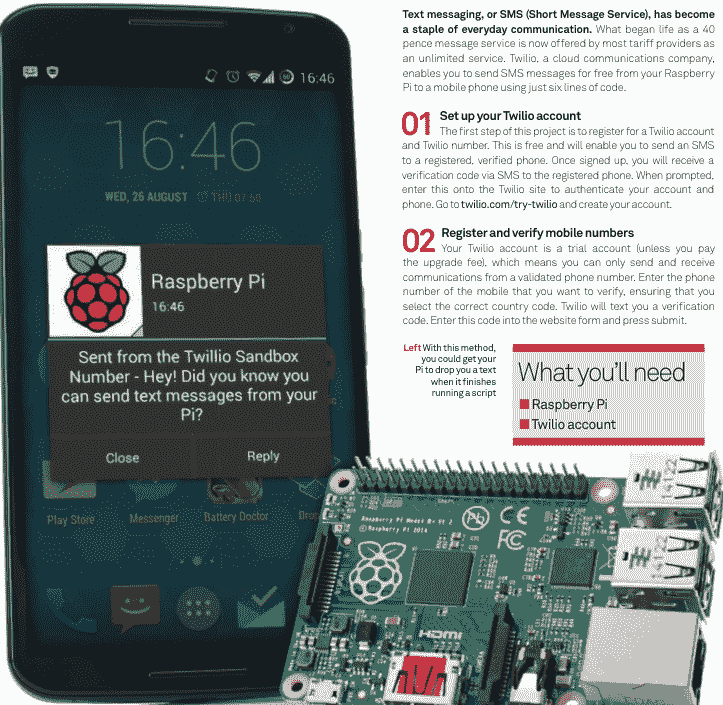 16:46
16:46
WED, 26 AUGUST THU 07:50
Raspberry Pi
16:46
Sent from the Twillio Sandbox
Number - Hey! Did you know you
can send text messages from your
Pi?
Close Reply
Play Store Messenger Battery Doctor
Text messaging, or SMS (Short Message Service), has become
a staple of everyday communication. What began life as a 40
pence message service is now offered by most tariff providers as
an unlimited service. Twilio, a cloud communications company,
enables you to send SMS messages for free from your Raspberry
Pi to a mobile phone using just six lines of code.
01 Set up your Twilio account
The first step of this project is to register for a Twilio account
and Twilio number. This is free and will enable you to send an SMS
to a registered, verified phone. Once signed up, you will receive a
verification code via SMS to the registered phone. When prompted,
enter this onto the Twilio site to authenticate your account and
phone. Go to twilio.com/try-twilio and create your account.
02 Register and verify mobile numbers
Your Twilio account is a trial account (unless you pay
the upgrade fee), which means you can only send and receive
communications from a validated phone number. Enter the phone
number of the mobile that you want to verify, ensuring that you
select the correct country code. Twilio will text you a verification
code. Enter this code into the website form and press submit.
Left With this method,
you could get your
Pi to drop you a text
when it finishes
running a script
What you'll need
Raspberry Pi
Twilio account
Raspberry Pi Model B+ V1.2
© Raspberry Pi 2014
Pb CE
FC
HDMI